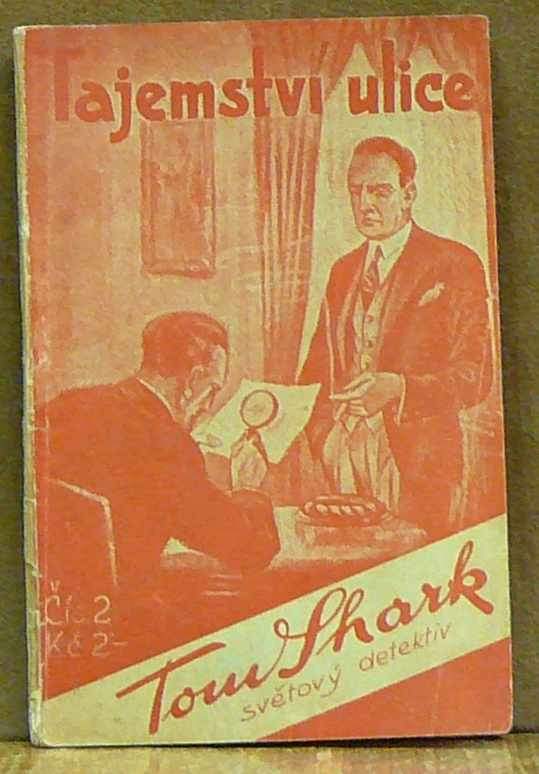 Tajemství ulice
Čís. 2
Kč 2-
Tom Shark
světový detektiv